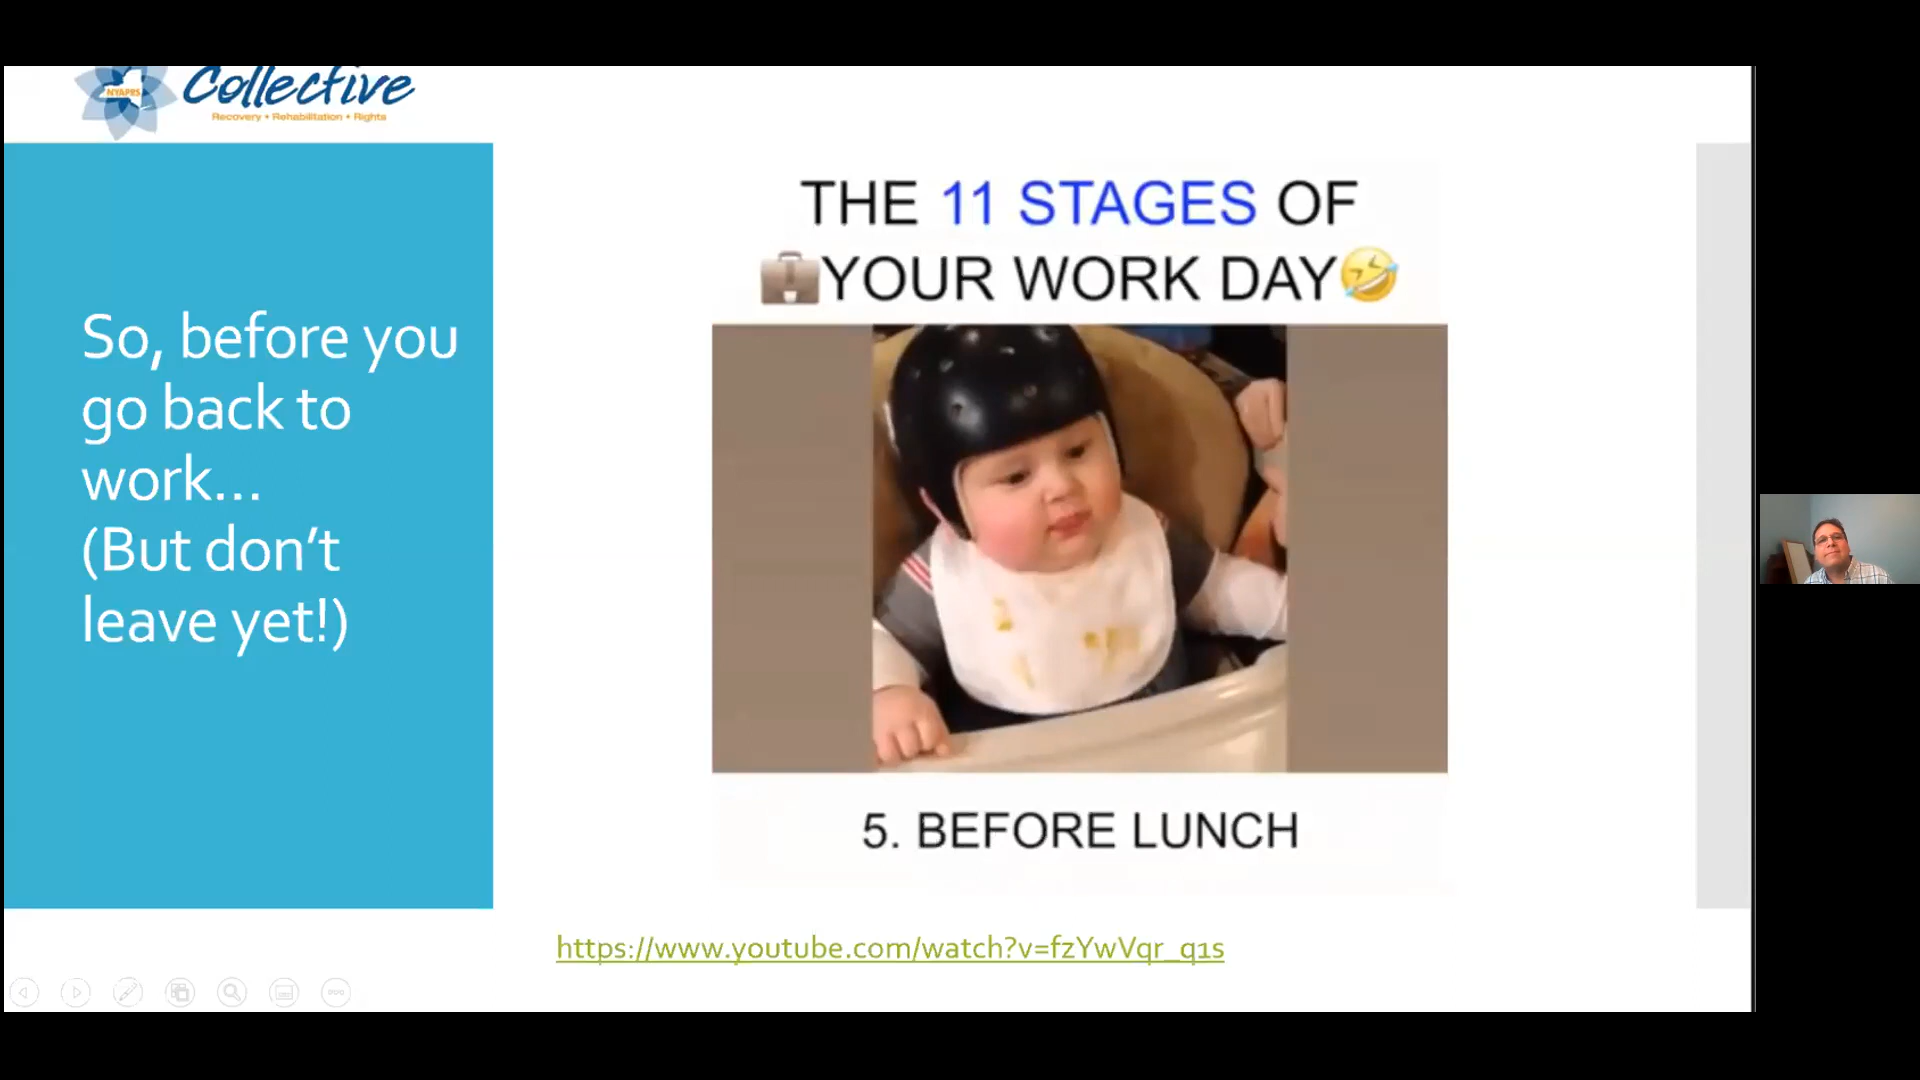 NYAPRS
Collective
Recovery • Rehabilitation • Rights
So, before you
go back to
work...
(But don't
leave yet!)
THE 11 STAGES OF
💼YOUR WORK DAY🤣
5. BEFORE LUNCH
https://www.youtube.com/watch?v=fzYwVqr_q1s